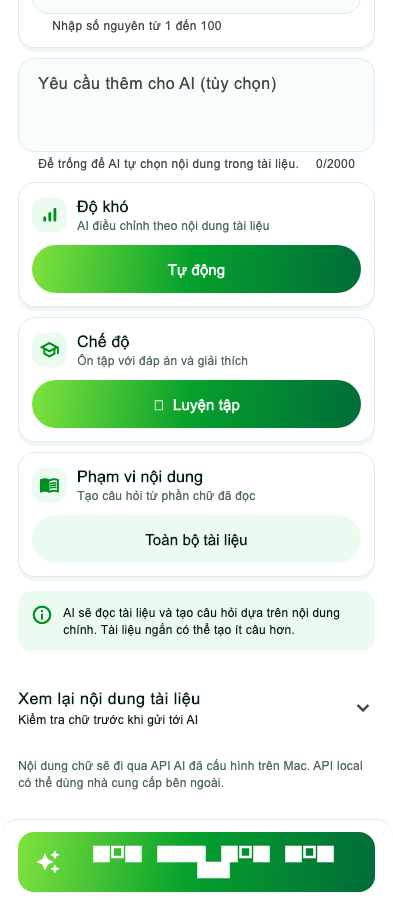 Nhập số nguyên từ 1 đến 100
Yêu cầu thêm cho AI (tùy chọn)
Để trống để AI tự chọn nội dung trong tài liệu. 0/2000
Độ khó
AI điều chỉnh theo nội dung tài liệu
Tự động
Chế độ
Ôn tập với đáp án và giải thích
Luyện tập
Phạm vi nội dung
Tạo câu hỏi từ phần chữ đã đọc
Toàn bộ tài liệu
AI sẽ đọc tài liệu và tạo câu hỏi dựa trên nội dung
chính. Tài liệu ngắn có thể tạo ít câu hơn.
Xem lại nội dung tài liệu
Kiểm tra chữ trước khi gửi tới AI
Nội dung chữ sẽ đi qua API AI đã cấu hình trên Mac. API local
có thể dùng nhà cung cấp bên ngoài.